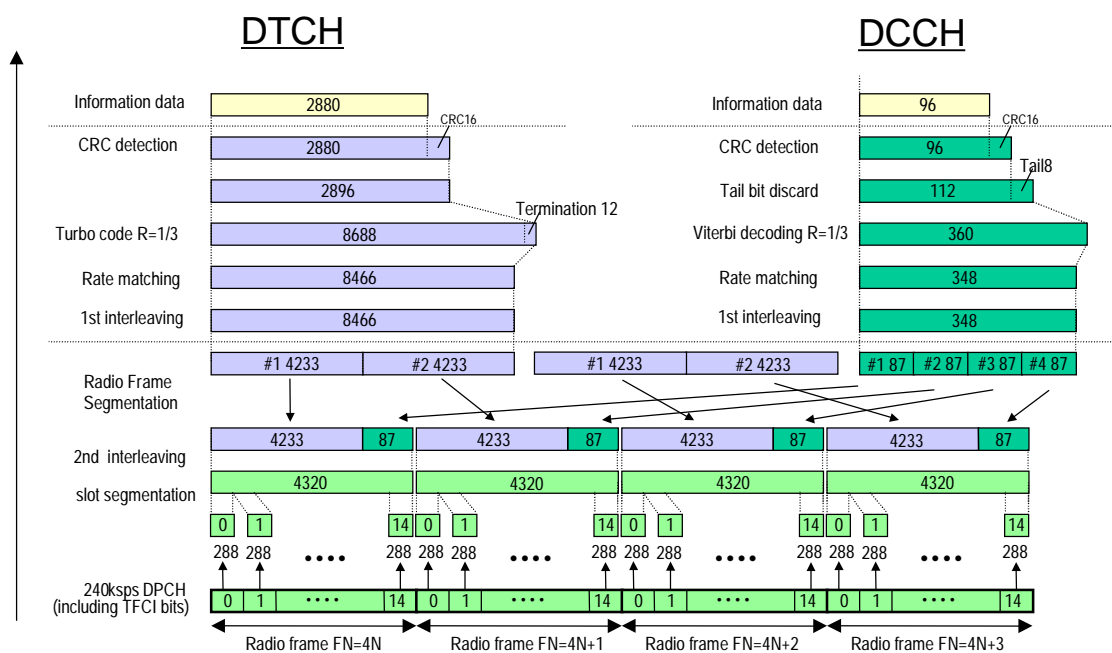 DTCH DCCH
Information data 2880 Information data 96
CRC16 CRC16
CRC detection 2880 CRC detection 96
Tail8
2896 Tail bit discard 112
Termination 12
Turbo code R=1/3 8688 Viterbi decoding R=1/3 360
Rate matching 8466 Rate matching 348
1st interleaving 8466 1st interleaving 348
#1 4233 #2 4233 #1 4233 #2 4233 #1 87 #2 87 #3 87 #4 87
Radio Frame
Segmentation
4233 87 4233 87 4233 87 4233 87
2nd interleaving
slot segmentation 4320 4320 4320 4320
0 1 14 0 1 14 0 1 14 0 1 14
288 288 •••• 288 288 288 •••• 288 288 288 •••• 288 288 288 •••• 288
240ksps DPCH
(including TFCI bits)
0 1 •••• 14 0 1 •••• 14 0 1 •••• 14 0 1 •••• 14
Radio frame FN=4N Radio frame FN=4N+1 Radio frame FN=4N+2 Radio frame FN=4N+3